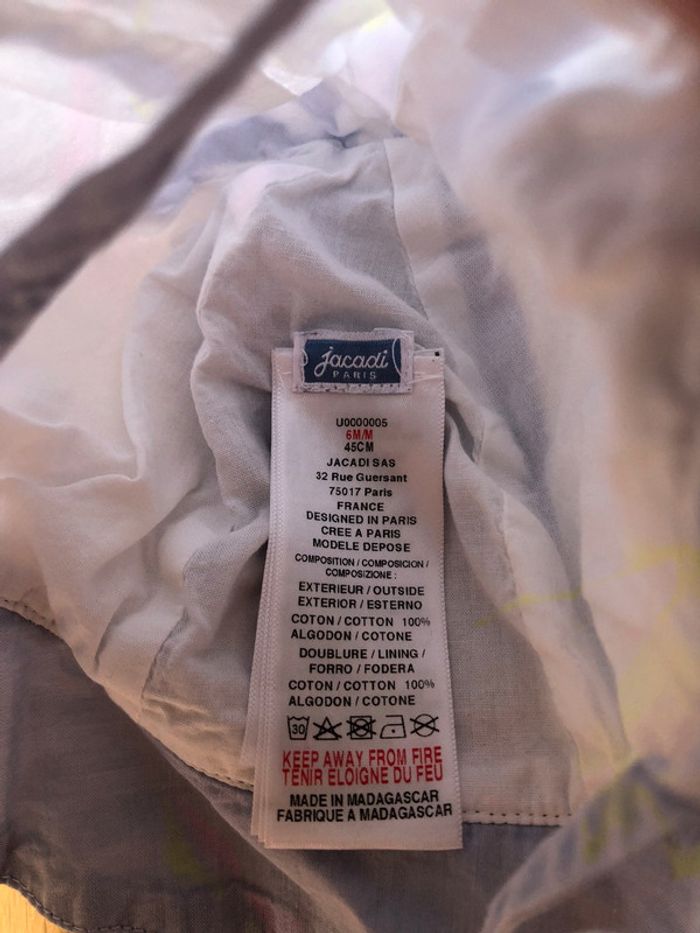 jacadi
PARIS
U0000005
6M/M
45CM
JACADI SAS
32 Rue Guersant
75017 Paris
FRANCE
DESIGNED IN PARIS
CREE A PARIS
MODELE DEPOSE
COMPOSITION / COMPOSICION /
COMPOSIZIONE :
EXTERIEUR / OUTSIDE
EXTERIOR / ESTERNO
COTON / COTTON 100%
ALGODON / COTONE
DOUBLURE / LINING /
FORRO / FODERA
COTON / COTTON 100%
ALGODON / COTONE
30
KEEP AWAY FROM FIRE
TENIR ELOIGNE DU FEU
MADE IN MADAGASCAR
FABRIQUE A MADAGASCAR